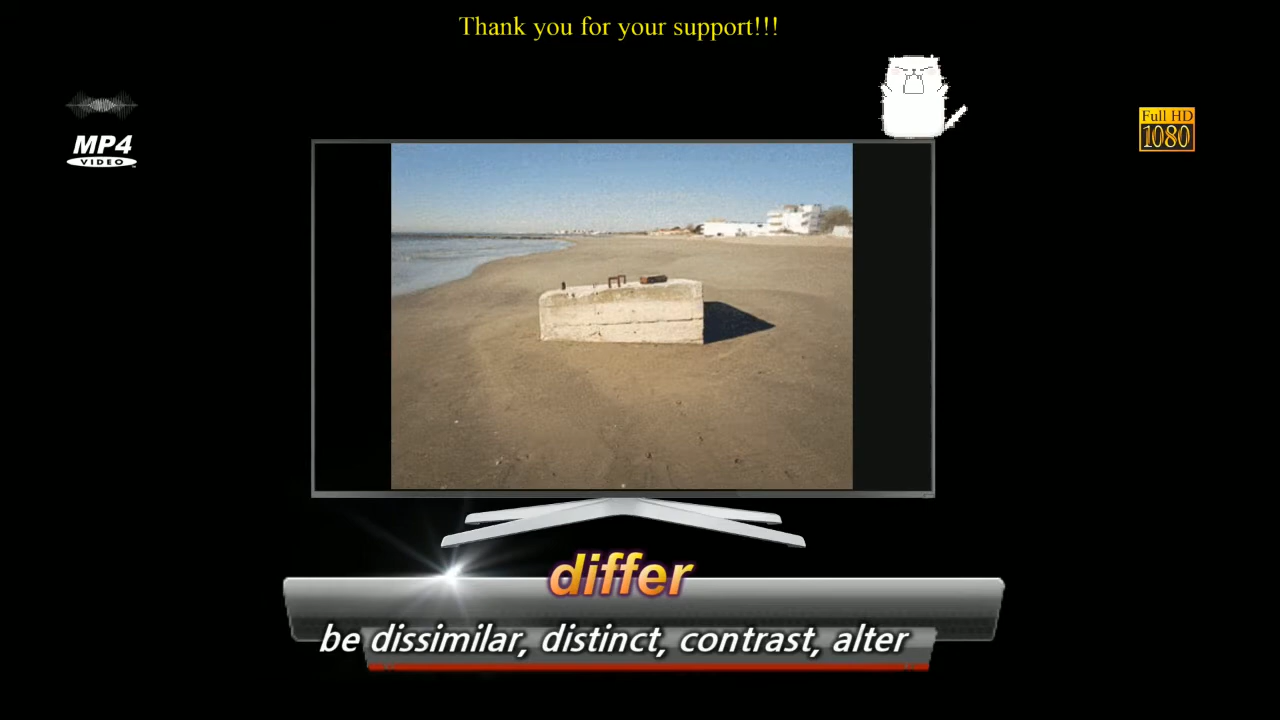 Thank you for your support!!!
MP4
VIDEO
Full HD
1080
differ
be dissimilar, distinct, contrast, alter